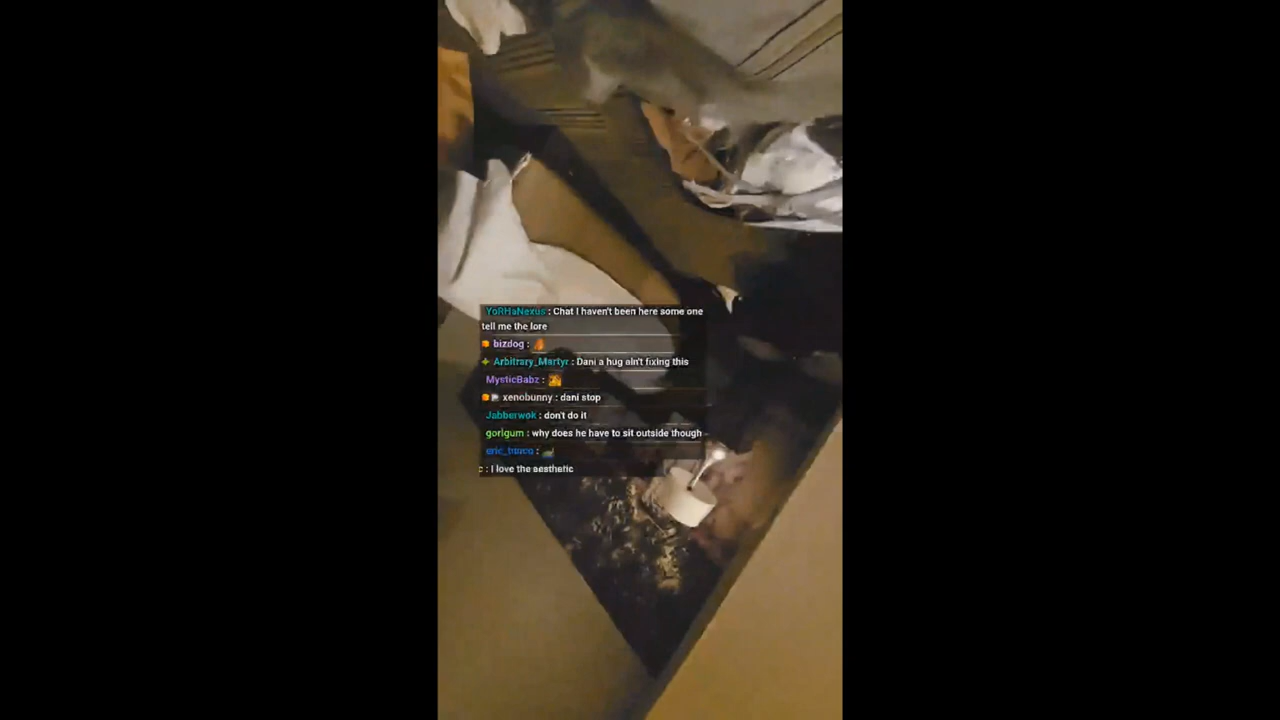 YoRHaNexus : Chat I haven't been here some one
tell me the lore
bizdog :
Arbitrary_Martyr : Dani a hug ain't fixing this
MysticBabz :
xenobunny : dani stop
Jabberwok : don't do it
gorigum : why does he have to sit outside though
c : I love the aesthetic